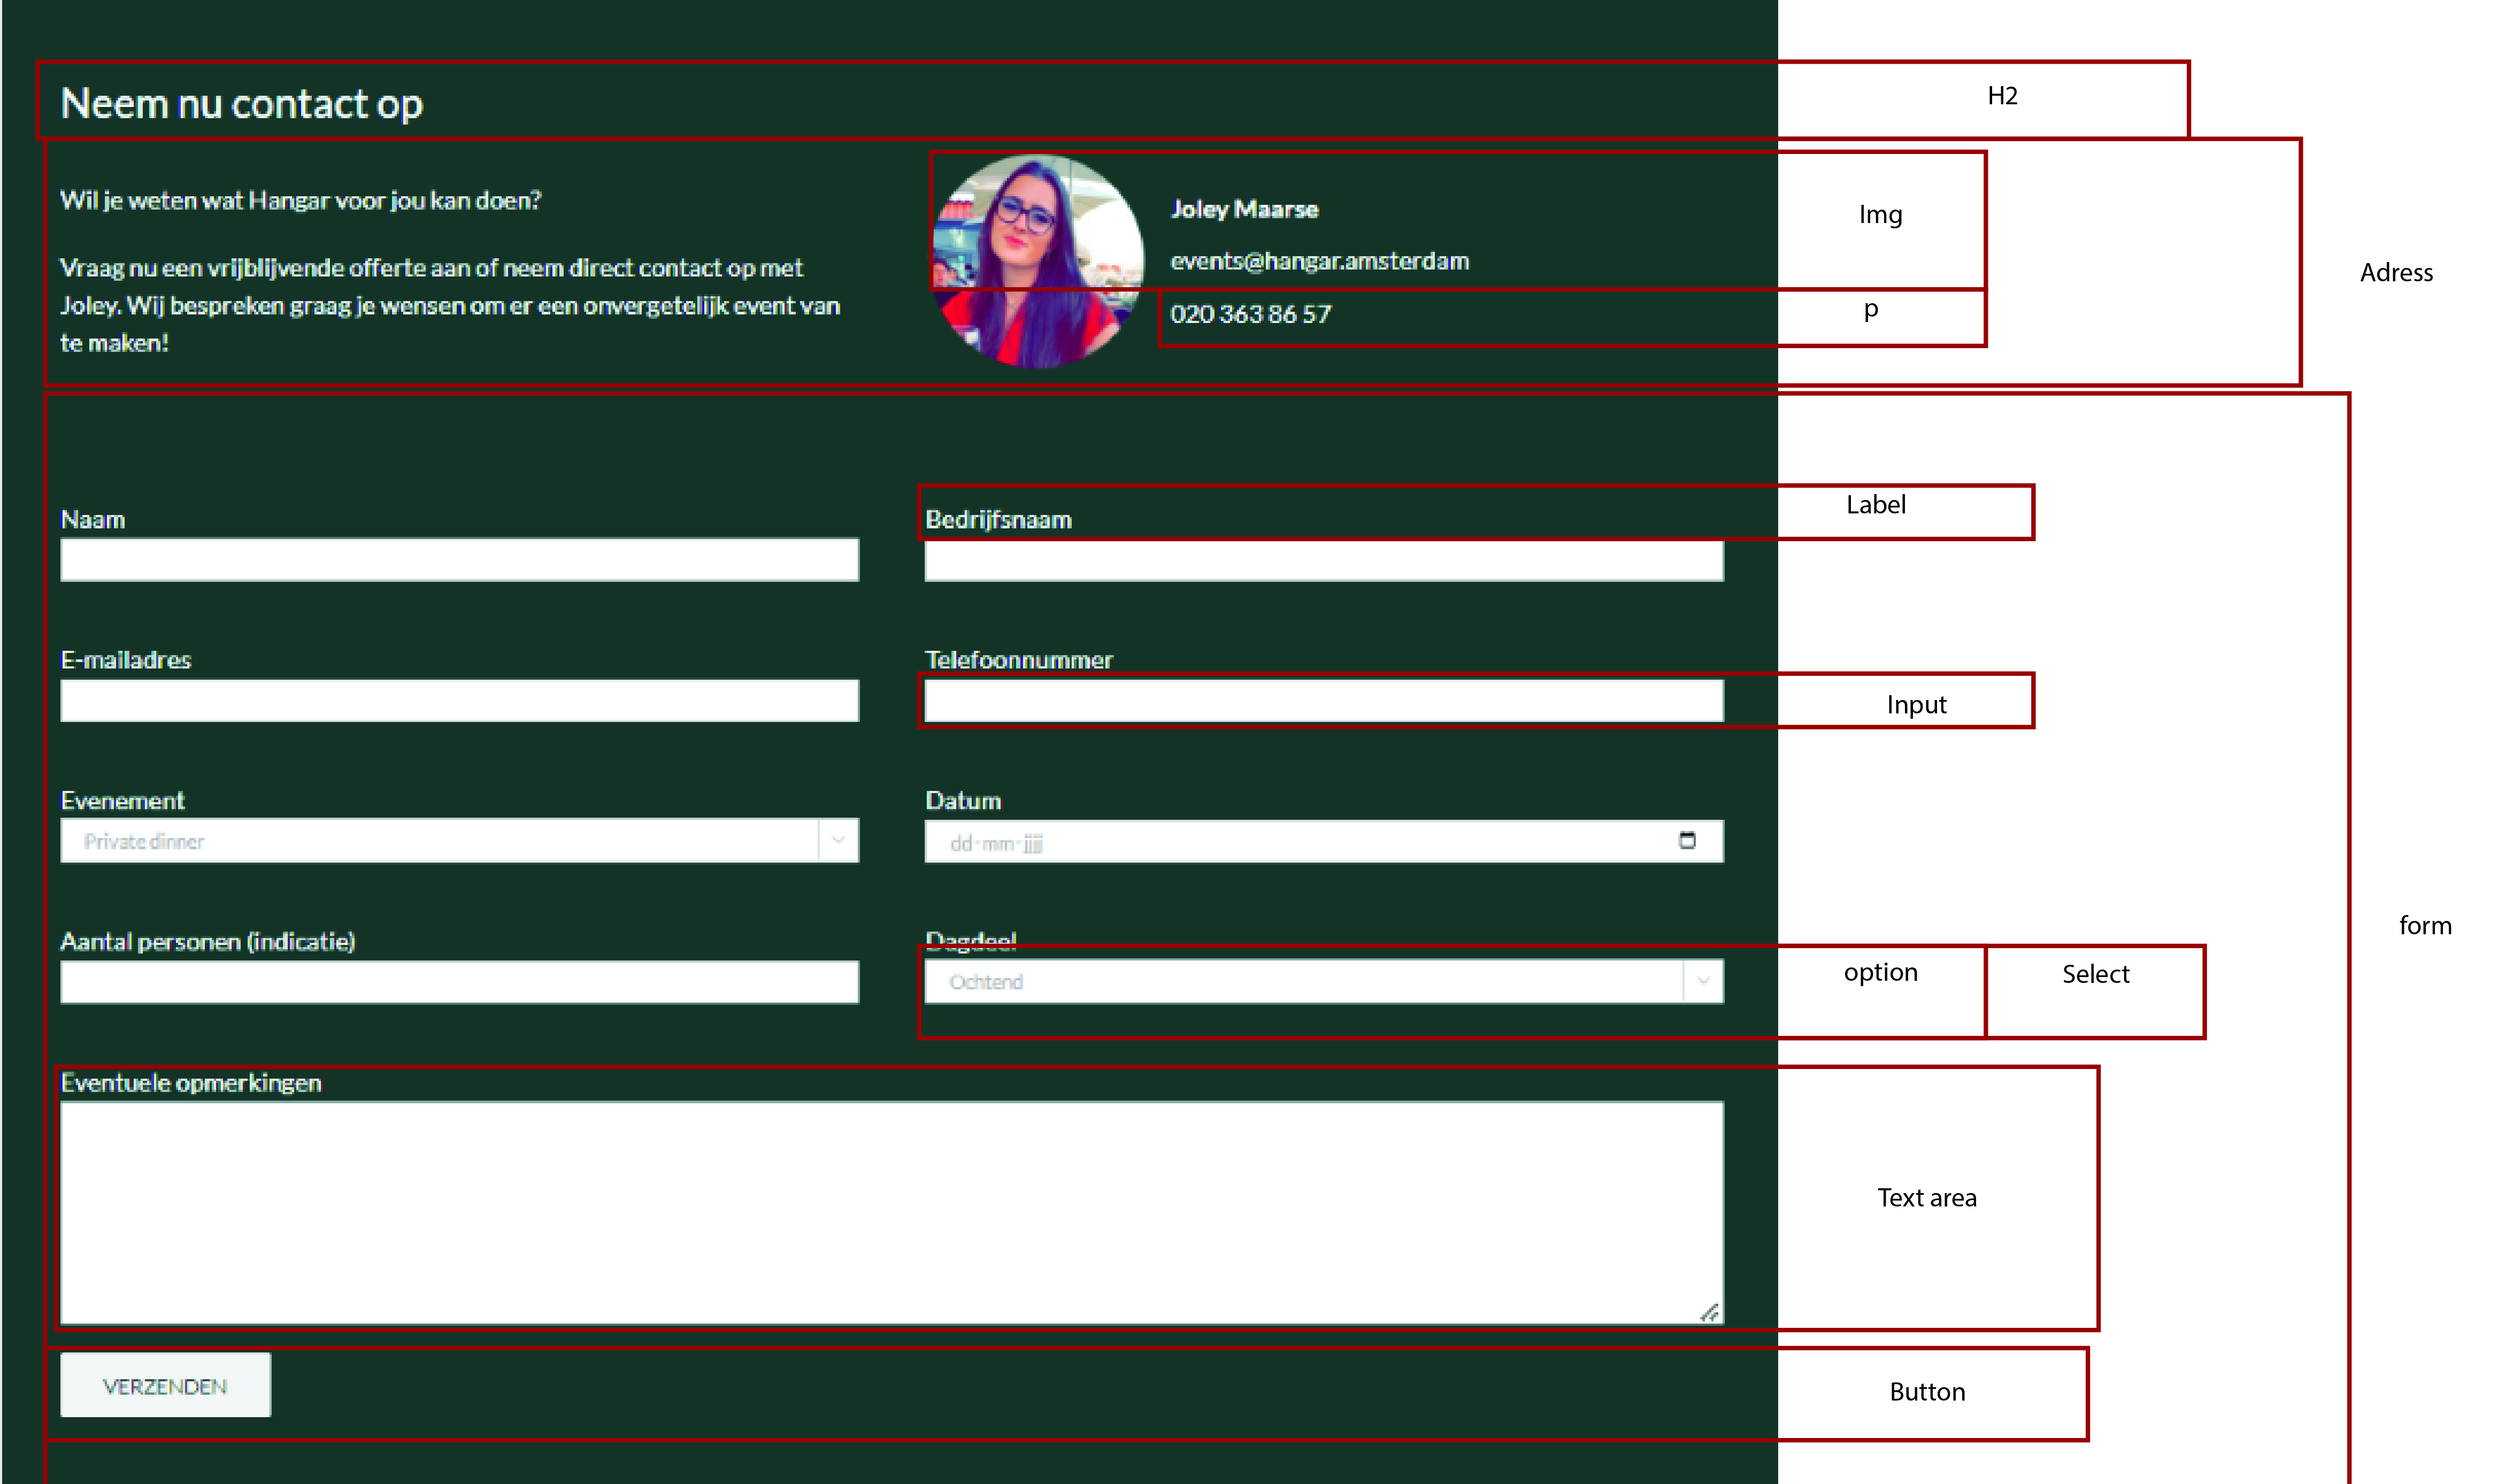 Neem nu contact op
H2
Wil je weten wat Hangar voor jou kan doen?
Vraag nu een vrijblijvende offerte aan of neem direct contact op met
Joley. Wij bespreken graag je wensen om er een onvergetelijk event van
te maken!
Joley Maarse
events@hangar.amsterdam
020 363 86 57
Img
p
Adress
Naam
Bedrijfsnaam
Label
E-mailadres
Telefoonnummer
Input
Evenement
Private dinner
Datum
dd-mm-jjjj
form
Aantal personen (indicatie)
Dagdeel
Ochtend
option
Select
Eventuele opmerkingen
Text area
VERZENDEN
Button